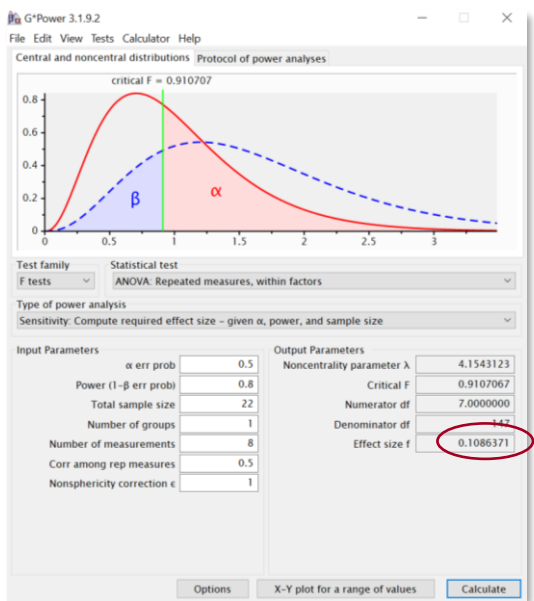 G*Power 3.1.9.2
File Edit View Tests Calculator Help
Central and noncentral distributions Protocol of power analyses
critical F = 0.910707
0.8
0.6
0.4
0.2
0
β
α
0 0.5 1 1.5 2 2.5 3
Test family Statistical test
F tests ANOVA: Repeated measures, within factors
Type of power analysis
Sensitivity: Compute required effect size – given α, power, and sample size
Input Parameters
α err prob 0.5
Power (1-β err prob) 0.8
Total sample size 22
Number of groups 1
Number of measurements 8
Corr among rep measures 0.5
Nonsphericity correction ϵ 1
Output Parameters
Noncentrality parameter λ 4.1543123
Critical F 0.9107067
Numerator df 7.0000000
Denominator df 147
Effect size f 0.1086371
Options X-Y plot for a range of values Calculate